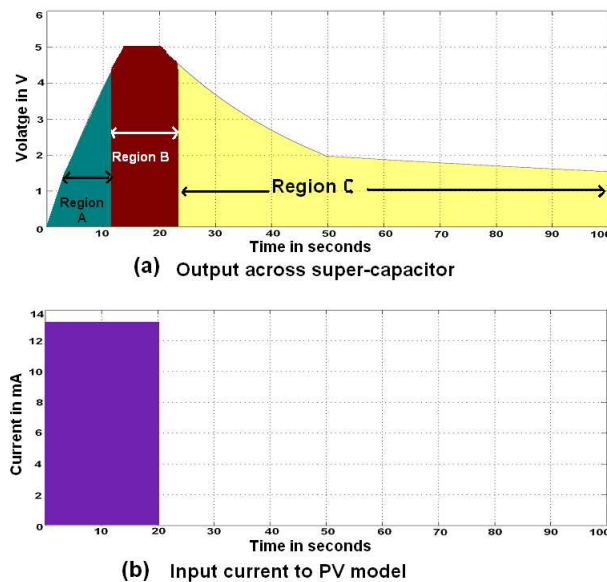 6
5
4
3
2
1
0
Volatge in V
Region A
Region B
Region C
10 20 30 40 50 60 70 80 90 100
Time in seconds
(a) Output across super-capacitor
14
12
10
8
6
4
2
0
Current in mA
10 20 30 40 50 60 70 80 90 100
Time in seconds
(b) Input current to PV model